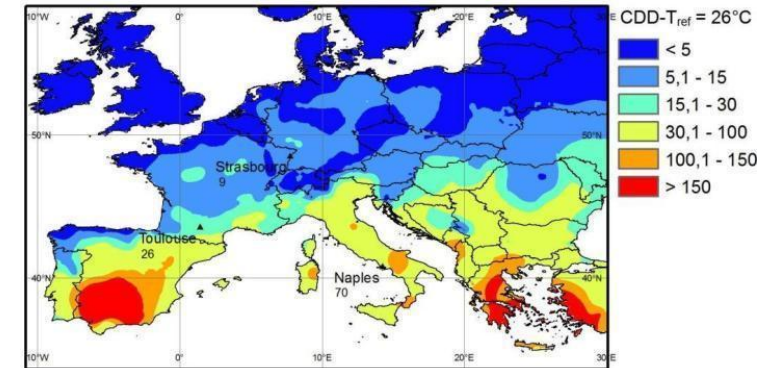 10°W
0°
10°E
20°E
30°E
CDD-Tref = 26°C
< 5
5,1 - 15
15,1 - 30
30,1 - 100
100,1 - 150
> 150
50°N
50°N
Strasbourg
9
Toulouse
26
40°N
Naples
70
40°N
10°W
0°
10°E
20°E
30°E